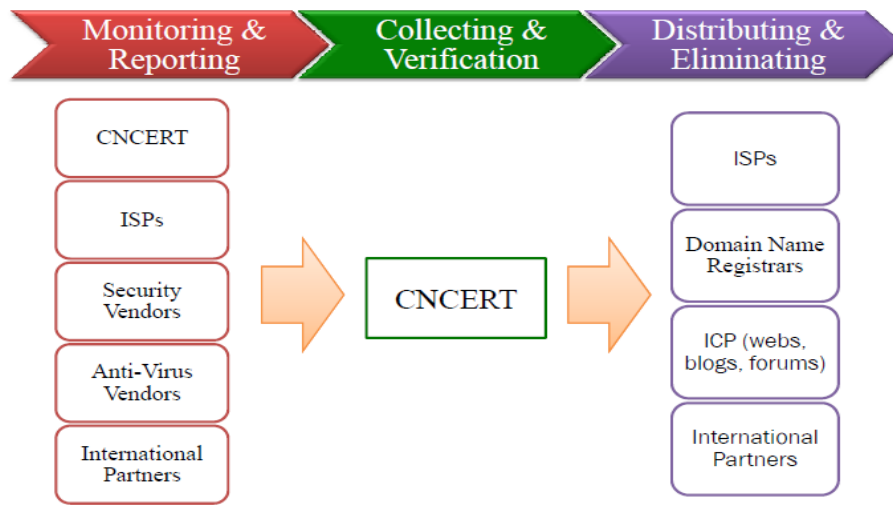 Monitoring &
Reporting
Collecting &
Verification
Distributing &
Eliminating
CNCERT
ISPs
Security
Vendors
Anti-Virus
Vendors
International
Partners
CNCERT
ISPs
Domain Name
Registrars
ICP (webs,
blogs, forums)
International
Partners